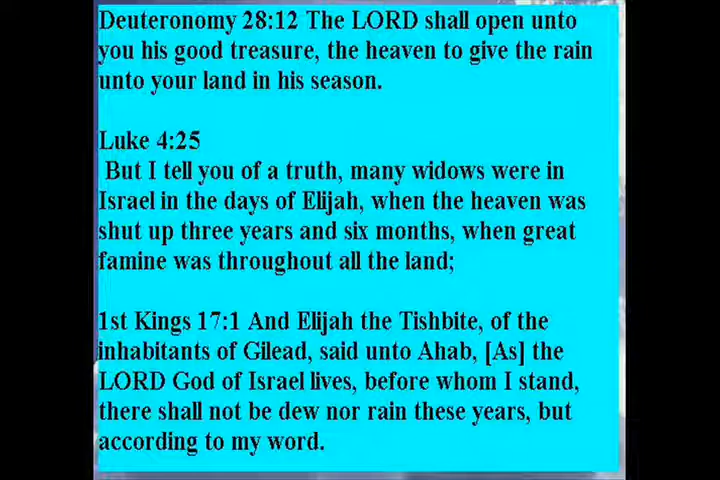 Deuteronomy 28:12 The LORD shall open unto
you his good treasure, the heaven to give the rain
unto your land in his season.
Luke 4:25
But I tell you of a truth, many widows were in
Israel in the days of Elijah, when the heaven was
shut up three years and six months, when great
famine was throughout all the land;
1st Kings 17:1 And Elijah the Tishbite, of the
inhabitants of Gilead, said unto Ahab, [As] the
LORD God of Israel lives, before whom I stand,
there shall not be dew nor rain these years, but
according to my word.